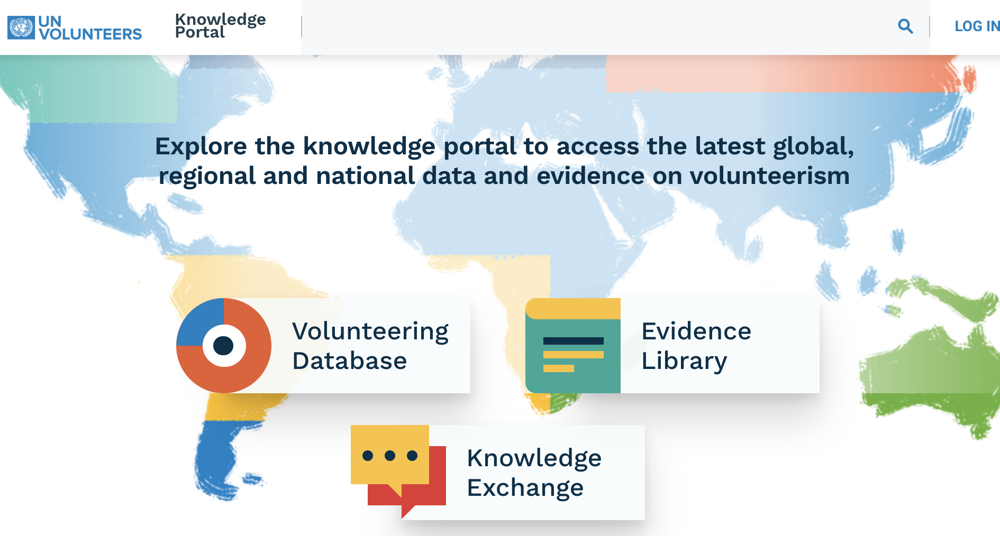 UN
VOLUNTEERS
Knowledge
Portal
LOG IN
Explore the knowledge portal to access the latest global,
regional and national data and evidence on volunteerism
Volunteering
Database
Evidence
Library
Knowledge
Exchange